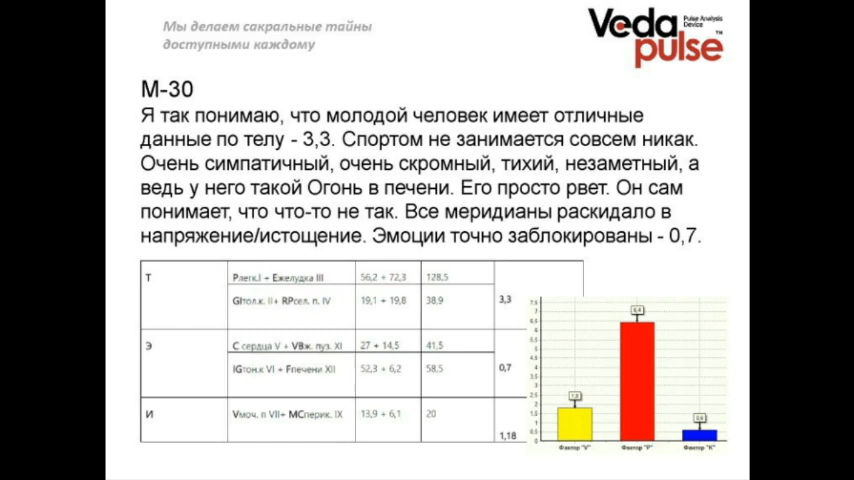 Мы делаем сакральные тайны
доступными каждому
Veda Pulse Analysis Device
pulse™
М-30
Я так понимаю, что молодой человек имеет отличные
данные по телу - 3,3. Спортом не занимается совсем никак.
Очень симпатичный, очень скромный, тихий, незаметный, а
ведь у него такой Огонь в печени. Его просто рвет. Он сам
понимает, что что-то не так. Все меридианы раскидало в
напряжение/истощение. Эмоции точно заблокированы - 0,7.
Т Pлегк.I + Eжелудка III 56,2 + 72,3 128,5
GIтол.к. II+ RPсел. п. IV 19,1 + 19,8 38,9 3,3
Э C сердца V + VBж. пуз. XI 27 + 14,5 41,5
IGтон.к VI + Fпечени XII 52,3 + 6,2 58,5 0,7
И Vмоч. п VII+ MCперик. IX 13,9 + 6,1 20
1,18
7.5
7
6.5
6,4
6
5.5
5
4.5
4
3.5
3
2.5
2
1,8
1.5
1
0,6
0.5
0
Фактор "V" Фактор "P" Фактор "K"